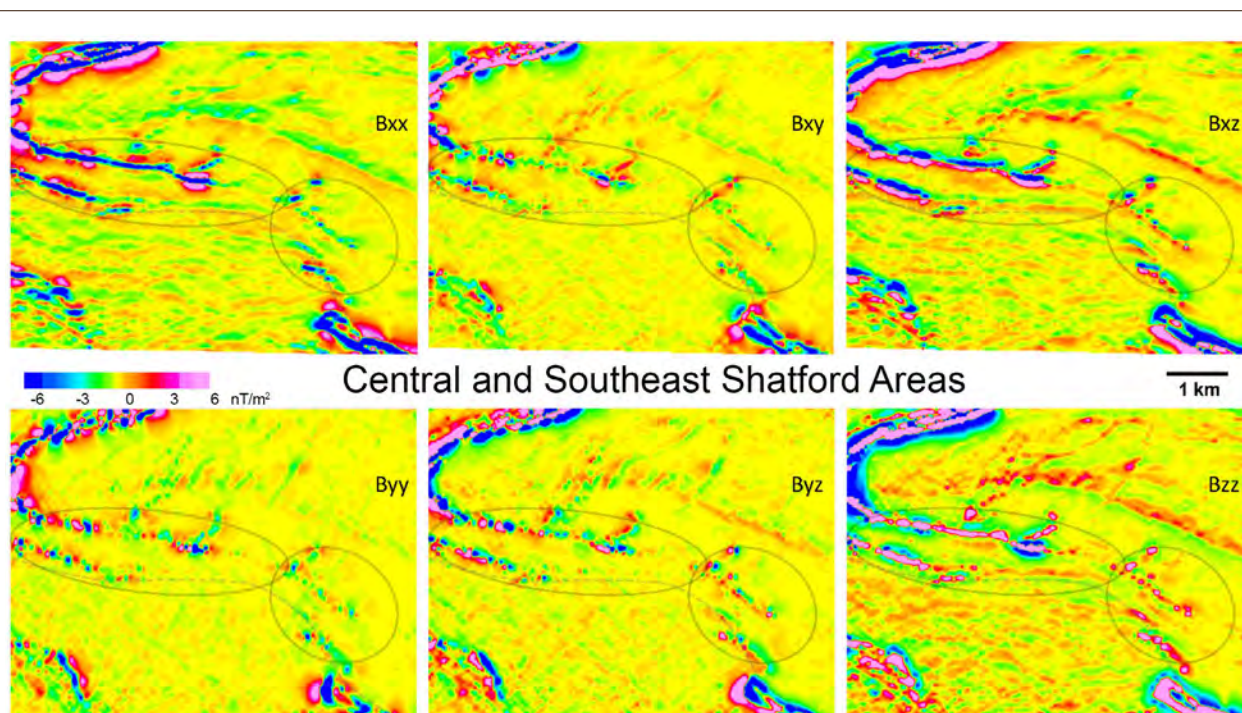 Bxx
Bxy
Bxz
Central and Southeast Shatford Areas
-6 -3 0 3 6 nT/m²
1 km
Byy
Byz
Bzz